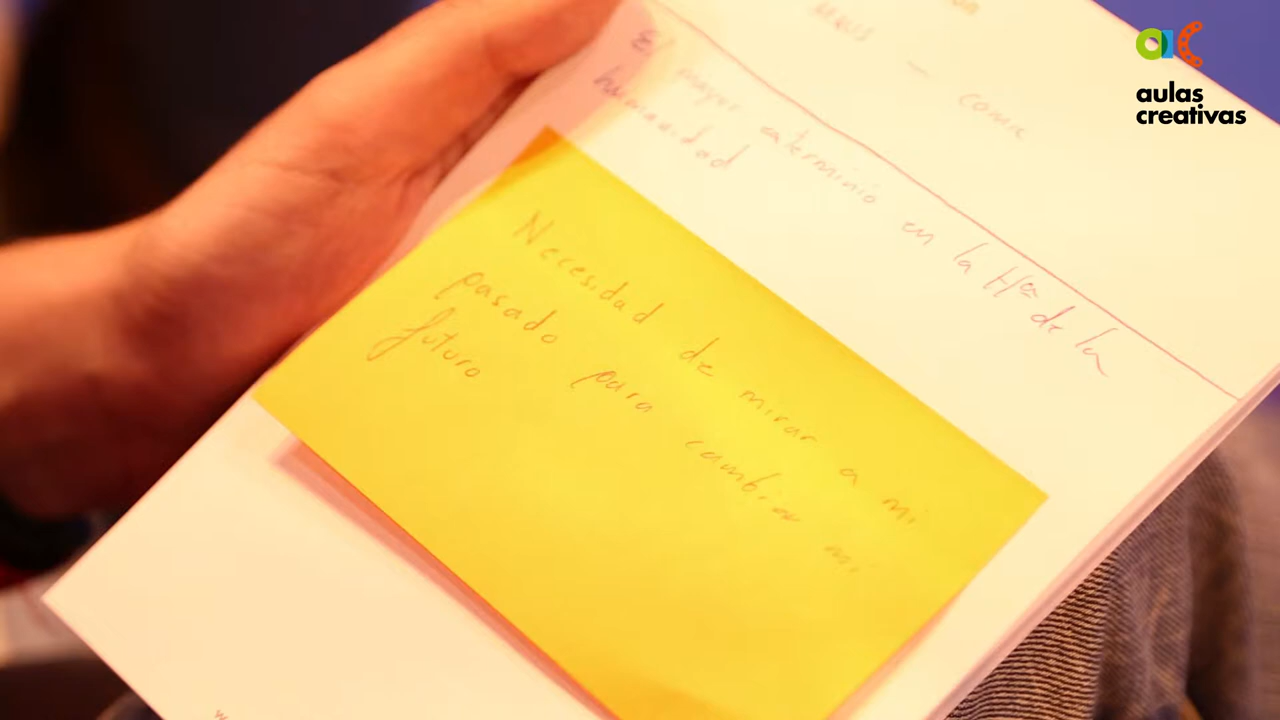 aulas
creativas
comic
El mayor exterminio en la Hª de la
humanidad
Necesidad de mirar a mi
pasado para cambiar mi
futuro